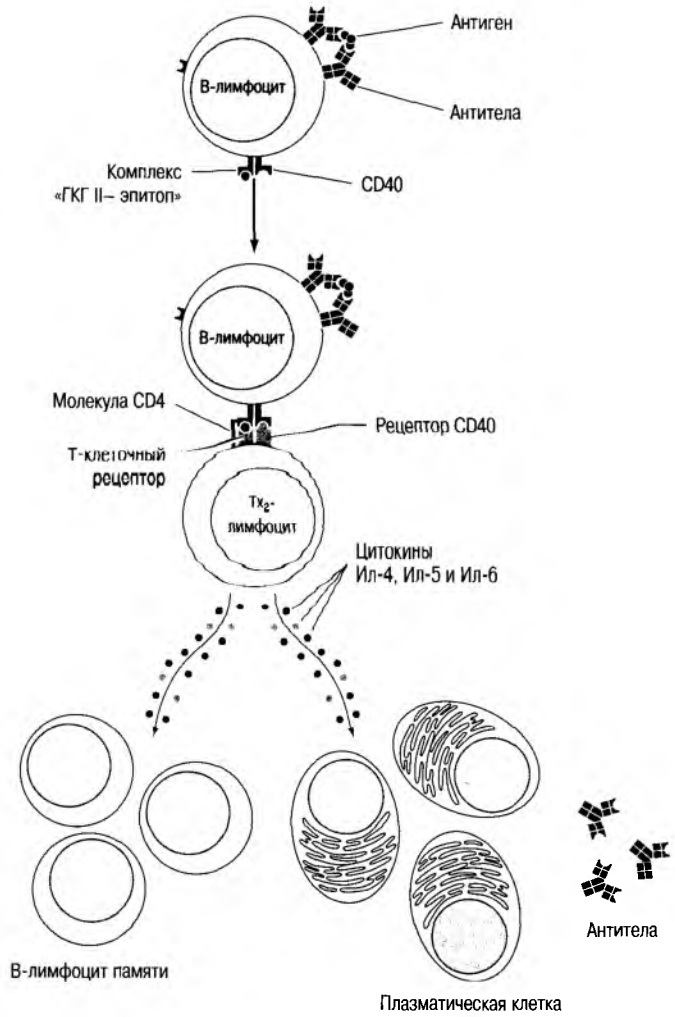 Антиген
В-лимфоцит
Антитела
Комплекс
«ГКГ II– эпитоп»
CD40
В-лимфоцит
Молекула CD4
Рецептор CD40
Т-клеточный
рецептор
Тх₂-
лимфоцит
Цитокины
Ил-4, Ил-5 и Ил-6
Антитела
В-лимфоцит памяти
Плазматическая клетка